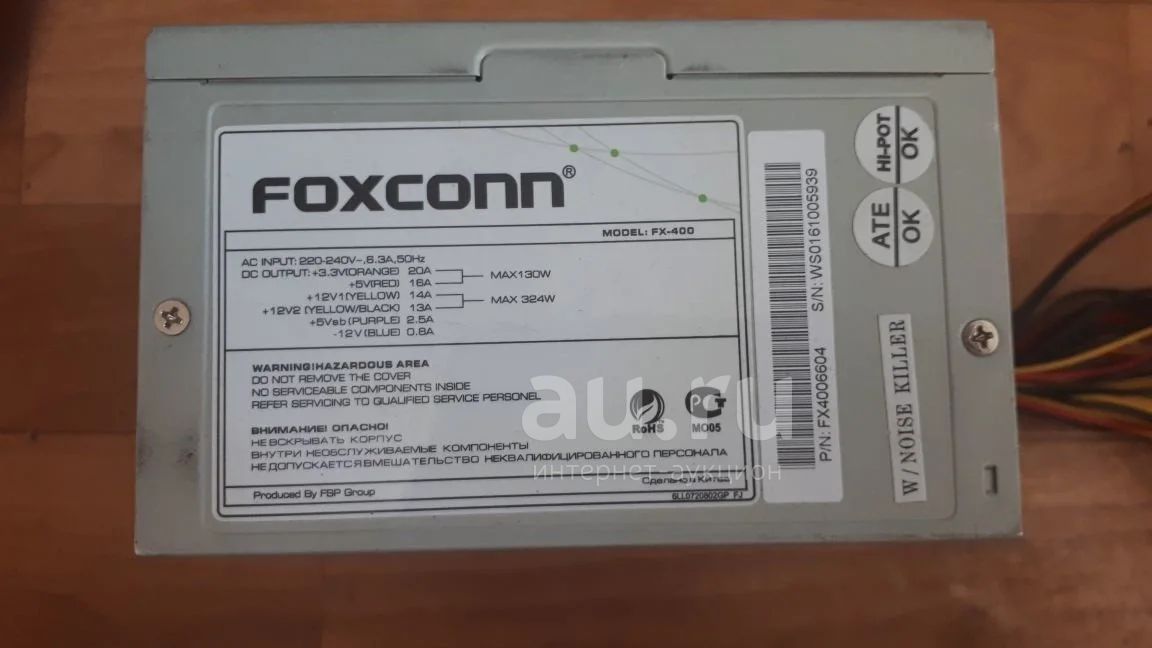 FOXCONN®
MODEL: FX-400
AC INPUT: 220-240V~,6.3A,50Hz
DC OUTPUT: +3.3V(ORANGE) 20A
+5V(RED) 16A
MAX130W
+12V1(YELLOW) 14A
+12V2 (YELLOW/BLACK) 13A
MAX 324W
+5Vsb (PURPLE) 2.5A
-12V (BLUE) 0.8A
WARNING!HAZARDOUS AREA
DO NOT REMOVE THE COVER
NO SERVICEABLE COMPONENTS INSIDE
REFER SERVICING TO QUALIFIED SERVICE PERSONEL
ВНИМАНИЕ! ОПАСНО!
НЕ ВСКРЫВАТЬ КОРПУС
ВНУТРИ НЕОБСЛУЖИВАЕМЫЕ КОМПОНЕНТЫ
НЕ ДОПУСКАЕТСЯ ВМЕШАТЕЛЬСТВО НЕКВАЛИФИЦИРОВАННОГО ПЕРСОНАЛА
RoHS
РСТ
МО05
Сделано в Китае
Produced By FSP Group
6LL0720802GP FJ
P/N: FX4006604
S/N: WS0161005939
HI-POT OK
ATE OK
W/NOISE KILLER
au.ru
интернет-аукцион